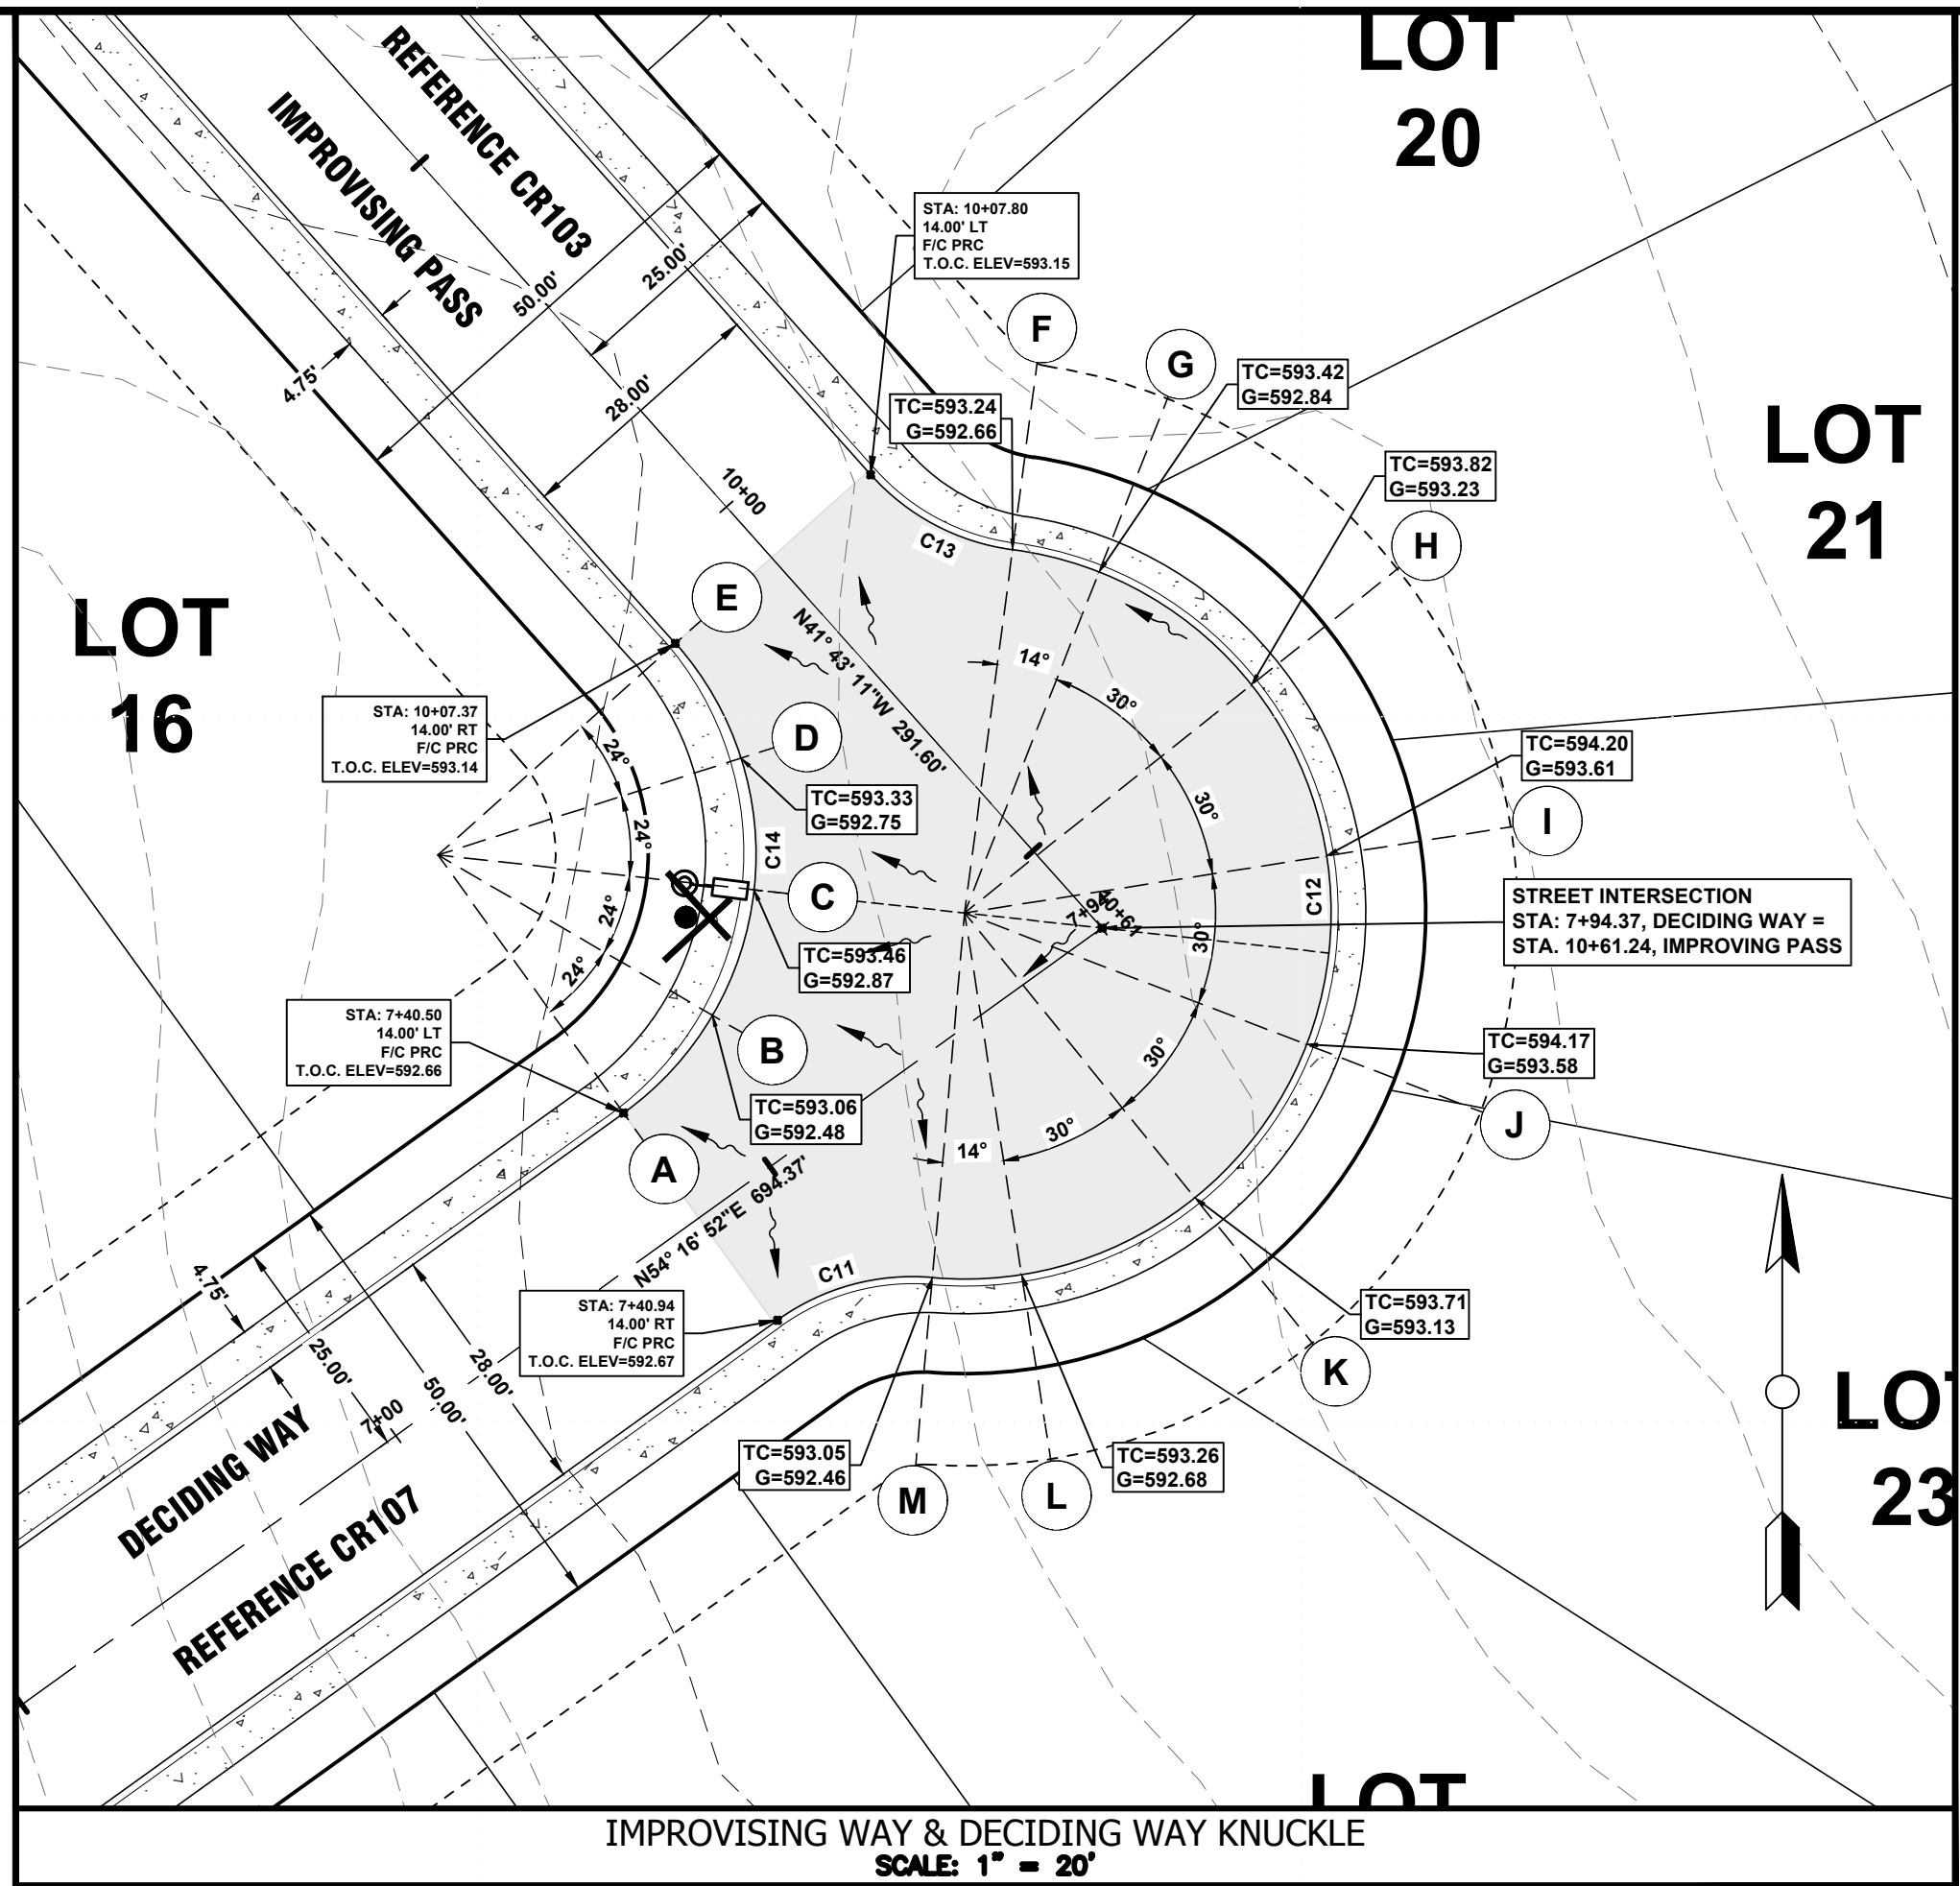 LOT
20
REFERENCE CR103
IMPROVISING PASS
STA: 10+07.80
14.00' LT
F/C PRC
T.O.C. ELEV=593.15
50.00'
25.00'
28.00'
4.75'
F
G
TC=593.42
G=592.84
TC=593.24
G=592.66
LOT
21
TC=593.82
G=593.23
H
10+00
C13
E
LOT
16
N41° 43' 11"W 291.60'
14°
30°
30°
30°
30°
30°
14°
STA: 10+07.37
14.00' RT
F/C PRC
T.O.C. ELEV=593.14
24°
24°
24°
24°
D
TC=593.33
G=592.75
TC=594.20
G=593.61
I
C14
C
C12
7+94
10+61
STREET INTERSECTION
STA: 7+94.37, DECIDING WAY =
STA. 10+61.24, IMPROVING PASS
TC=593.46
G=592.87
STA: 7+40.50
14.00' LT
F/C PRC
T.O.C. ELEV=592.66
B
TC=594.17
G=593.58
J
TC=593.06
G=592.48
A
N54° 16' 52"E 694.37'
C11
4.75'
25.00'
50.00'
28.00'
STA: 7+40.94
14.00' RT
F/C PRC
T.O.C. ELEV=592.67
TC=593.71
G=593.13
K
LOT
23
7+00
DECIDING WAY
REFERENCE CR107
TC=593.05
G=592.46
M
L
TC=593.26
G=592.68
LOT
IMPROVISING WAY & DECIDING WAY KNUCKLE
SCALE: 1" = 20'